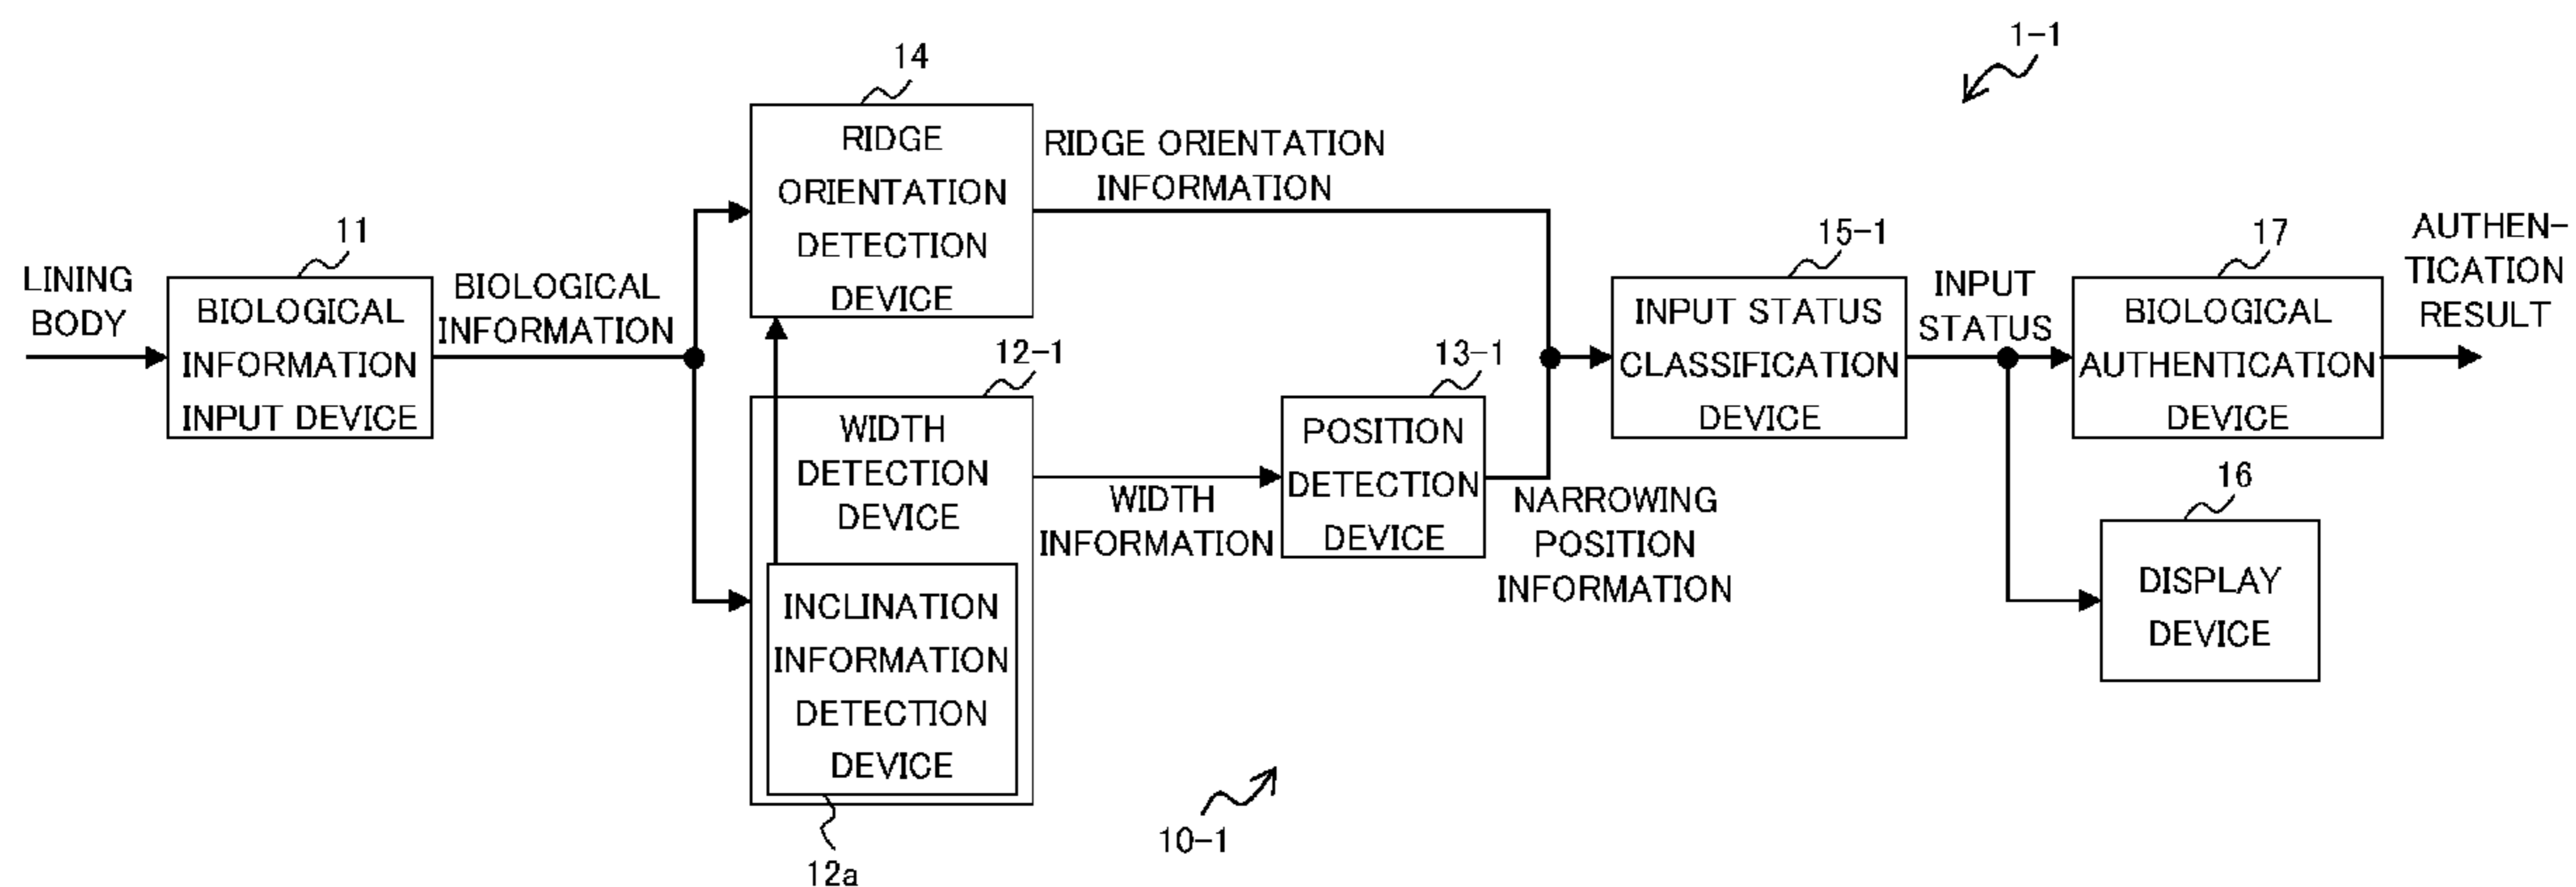 1-1
14
RIDGE
ORIENTATION
DETECTION
DEVICE
RIDGE ORIENTATION
INFORMATION
11
LINING
BODY
BIOLOGICAL
INFORMATION
INPUT DEVICE
BIOLOGICAL
INFORMATION
12-1
WIDTH
DETECTION
DEVICE
INCLINATION
INFORMATION
DETECTION
DEVICE
12a
WIDTH
INFORMATION
13-1
POSITION
DETECTION
DEVICE
NARROWING
POSITION
INFORMATION
15-1
INPUT STATUS
CLASSIFICATION
DEVICE
INPUT
STATUS
17
BIOLOGICAL
AUTHENTICATION
DEVICE
AUTHEN-
TICATION
RESULT
16
DISPLAY
DEVICE
10-1